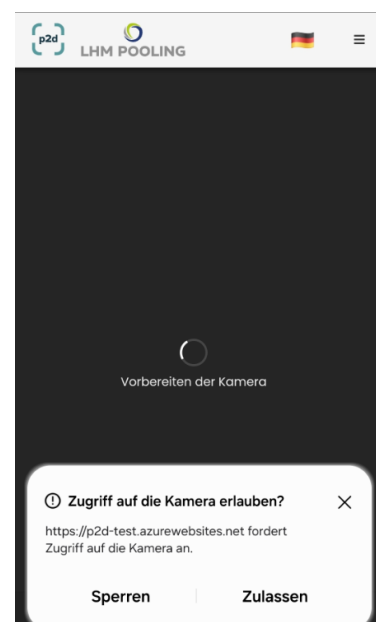 p2d
LHM POOLING
Vorbereiten der Kamera
Zugriff auf die Kamera erlauben?
https://p2d-test.azurewebsites.net fordert
Zugriff auf die Kamera an.
Sperren
Zulassen